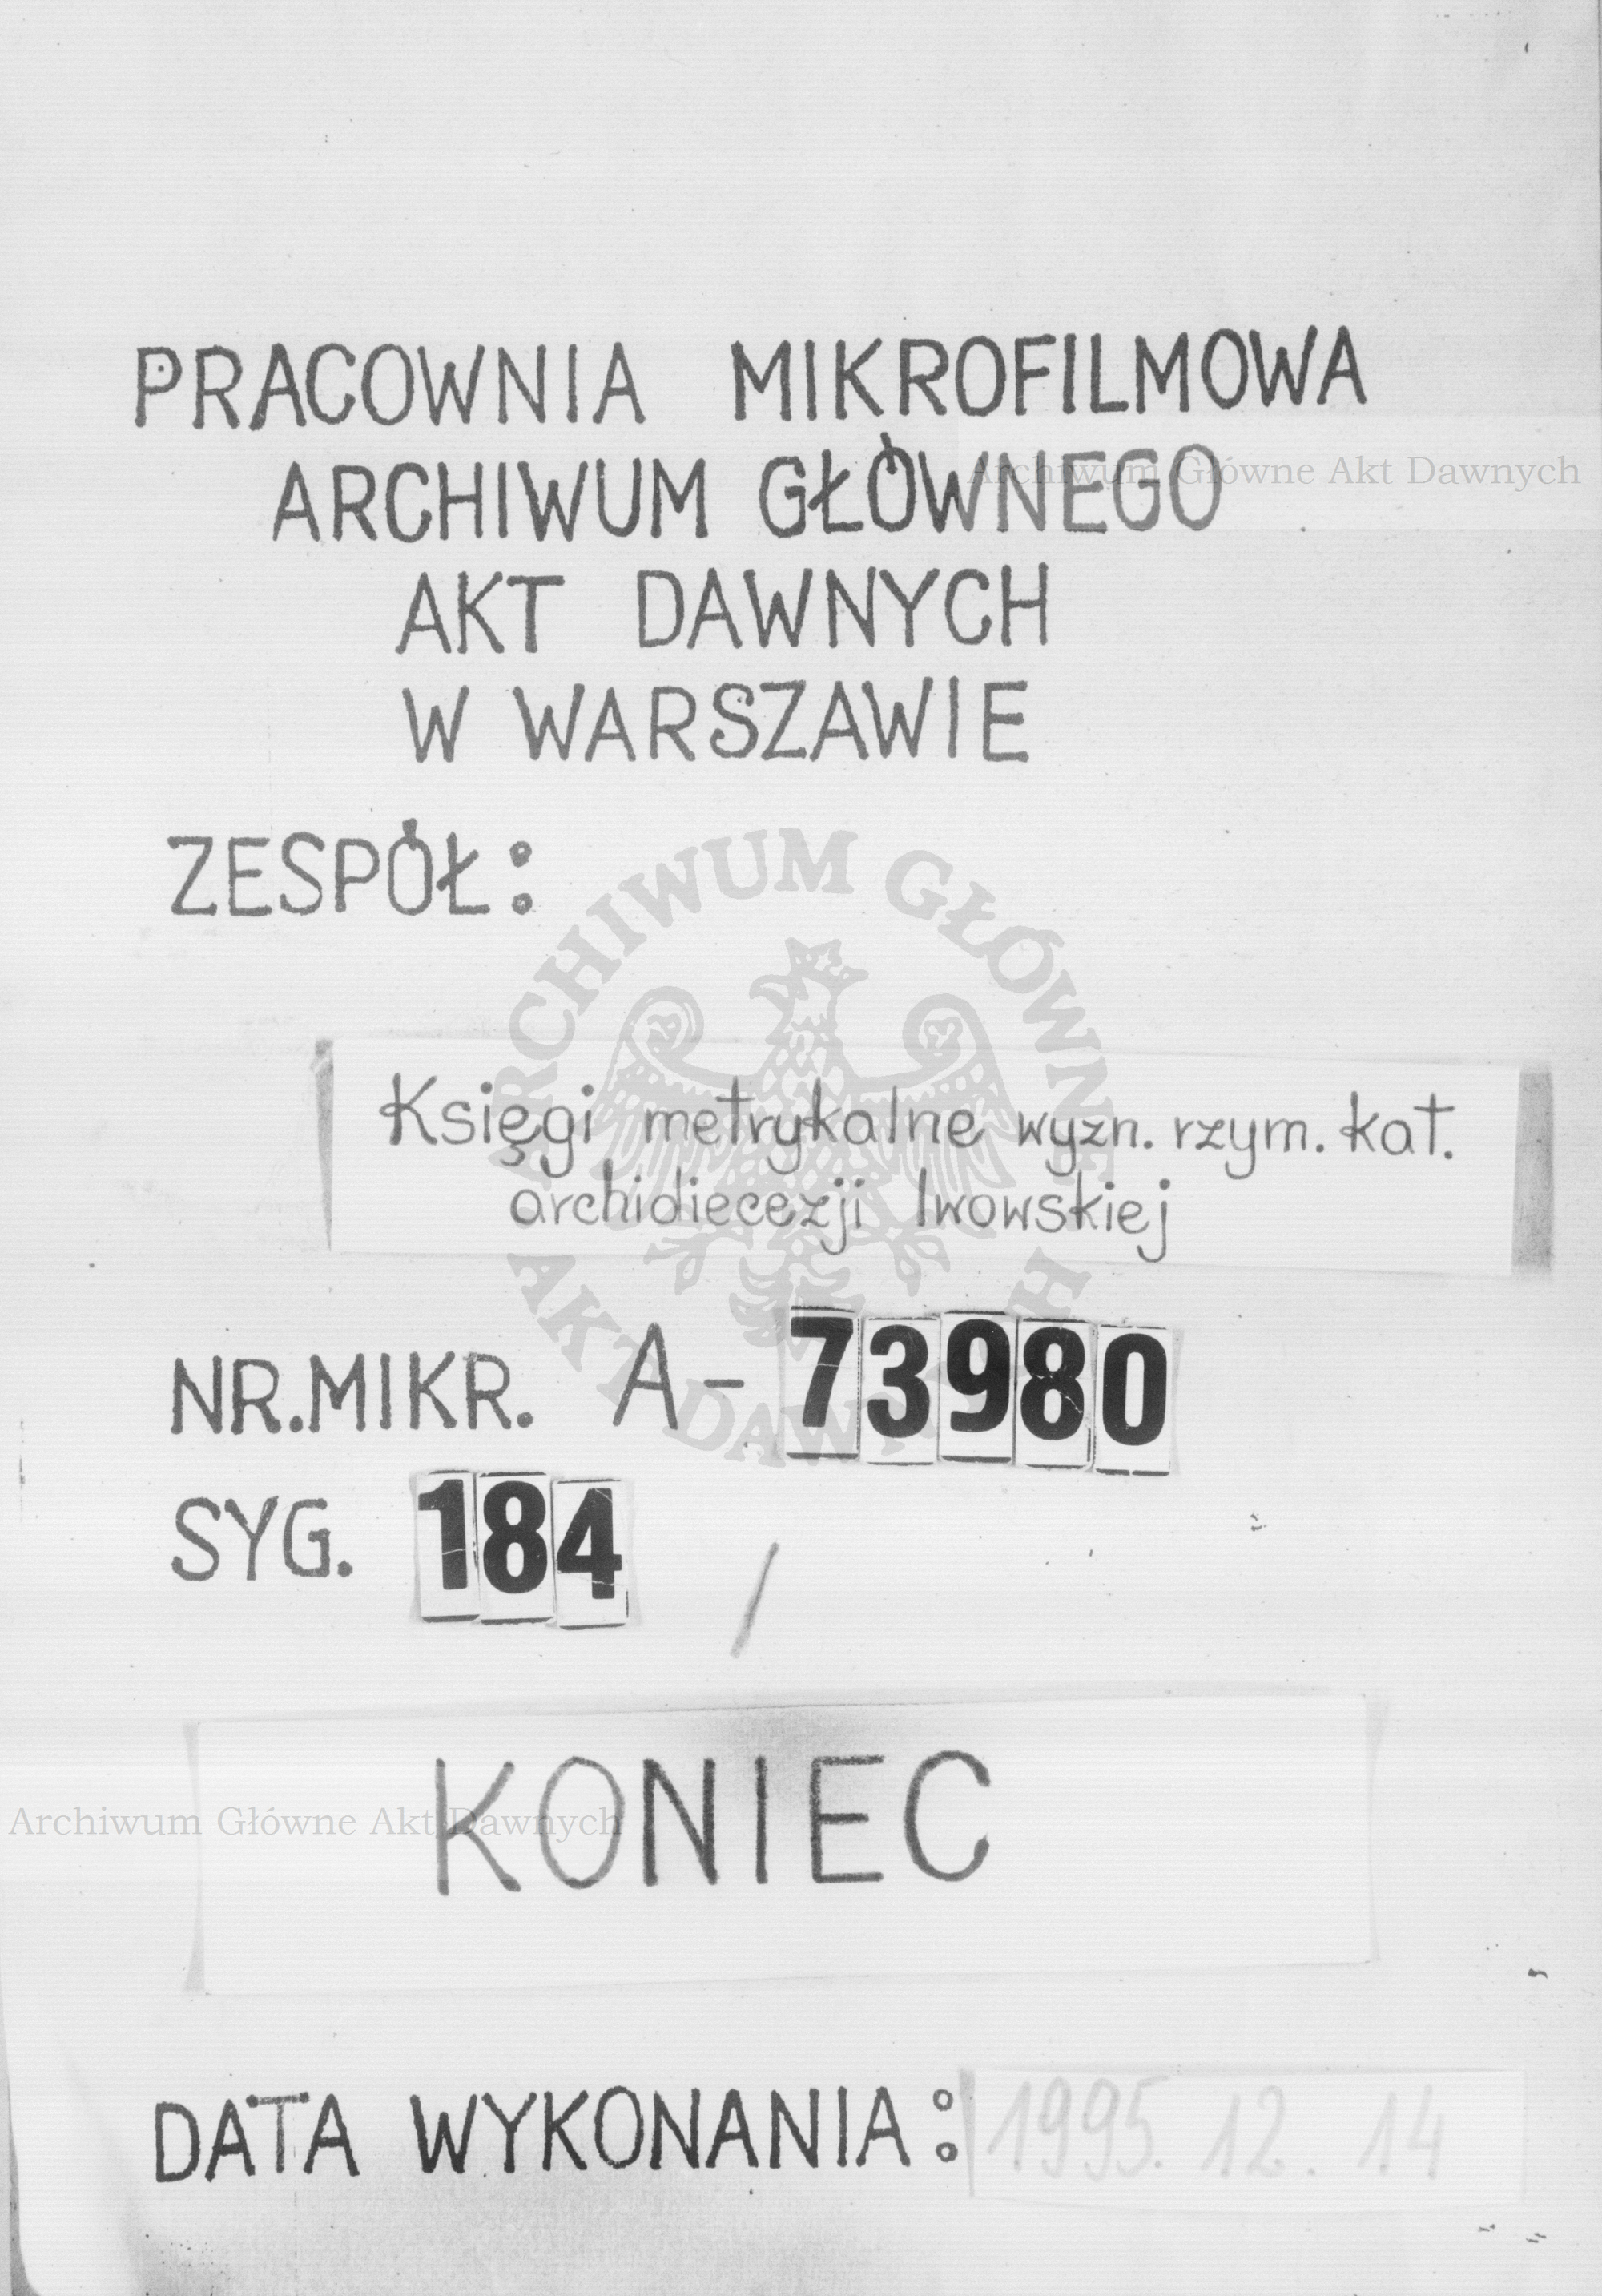 PRACOWNIA MIKROFILMOWA
ARCHIWUM GŁÓWNEGO
Archiwum Główne Akt Dawnych
AKT DAWNYCH
W WARSZAWIE
ZESPÓŁ:
ARCHIWUM GŁÓWNE
Księgi metrykalne wyzn. rzym. kat.
archidiecezji lwowskiej
AKT DAWNYCH
NR.MIKR. A-73980
SYG. 184 /
KONIEC
Archiwum Główne Akt Dawnych
DATA WYKONANIA: 1995. 12. 14